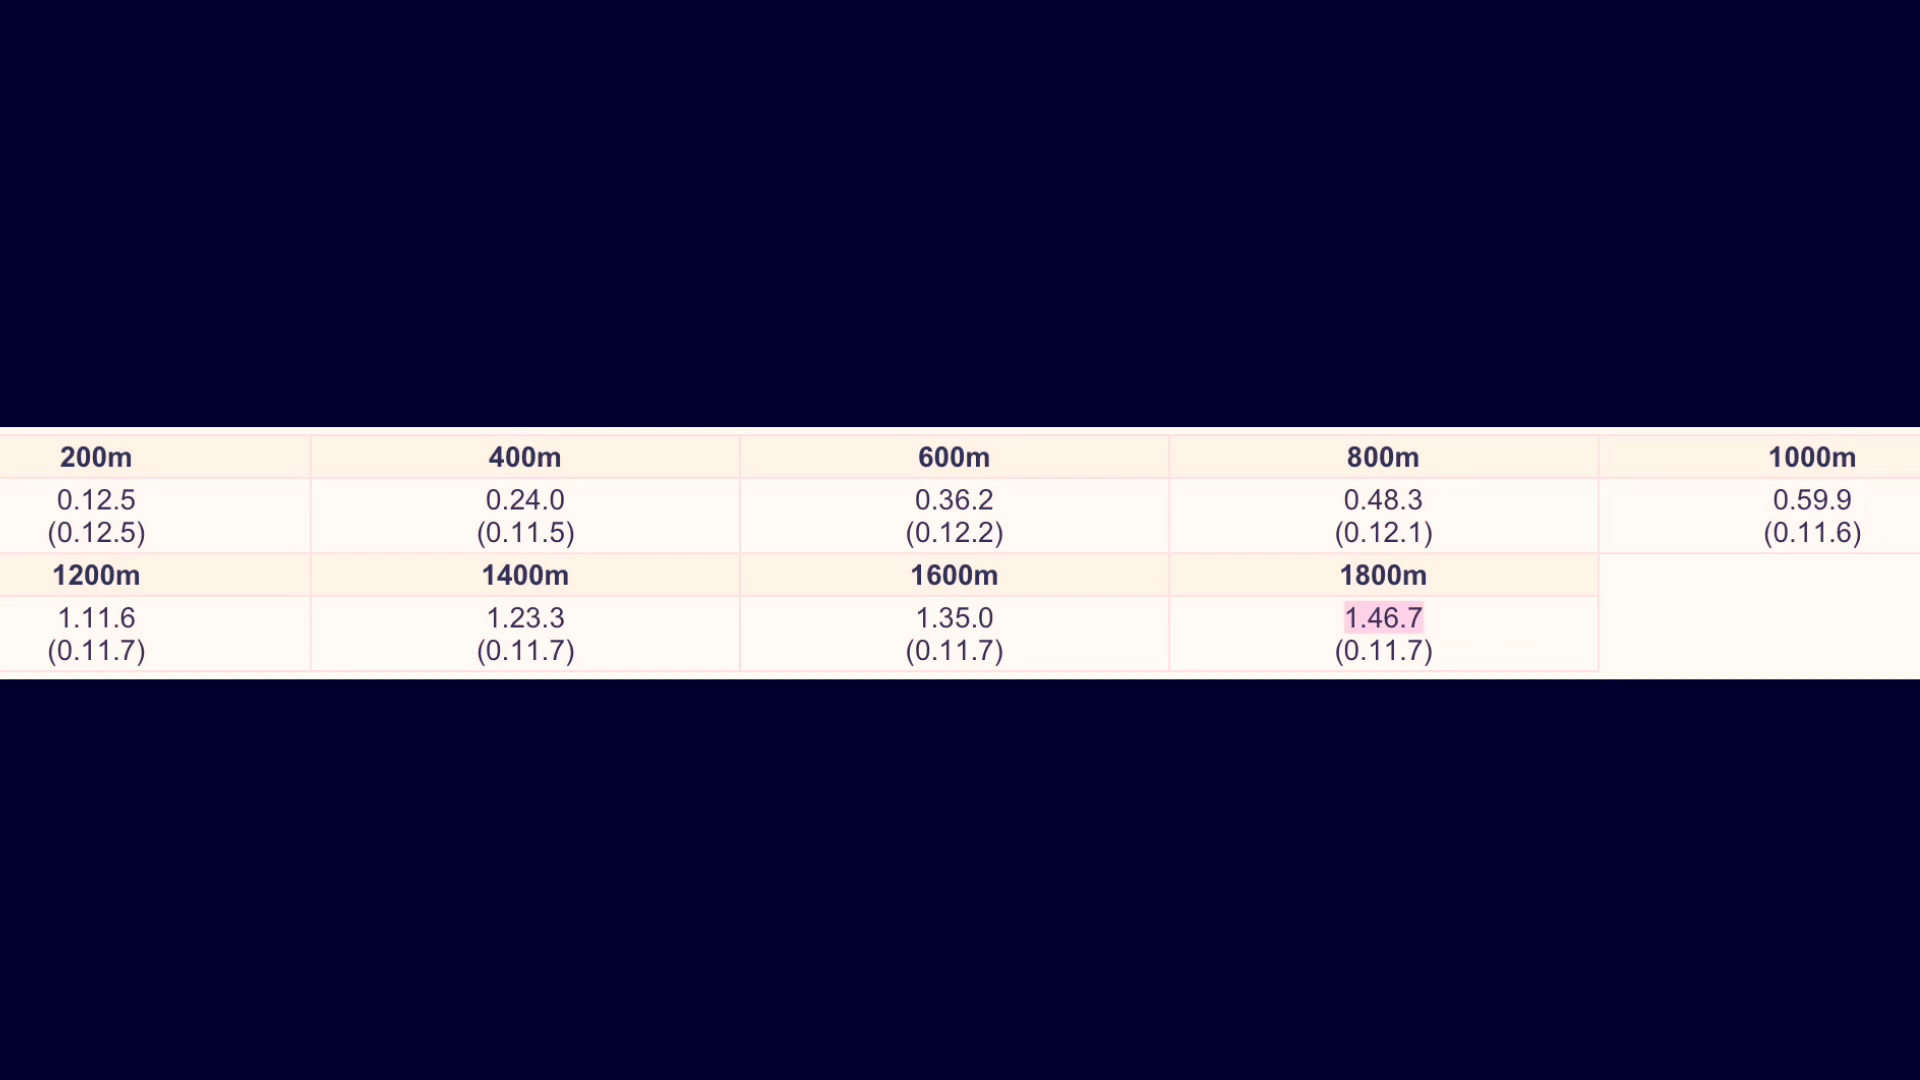 200m 400m 600m 800m 1000m
0.12.5 0.24.0 0.36.2 0.48.3 0.59.9
(0.12.5) (0.11.5) (0.12.2) (0.12.1) (0.11.6)
1200m 1400m 1600m 1800m
1.11.6 1.23.3 1.35.0 1.46.7
(0.11.7) (0.11.7) (0.11.7) (0.11.7)